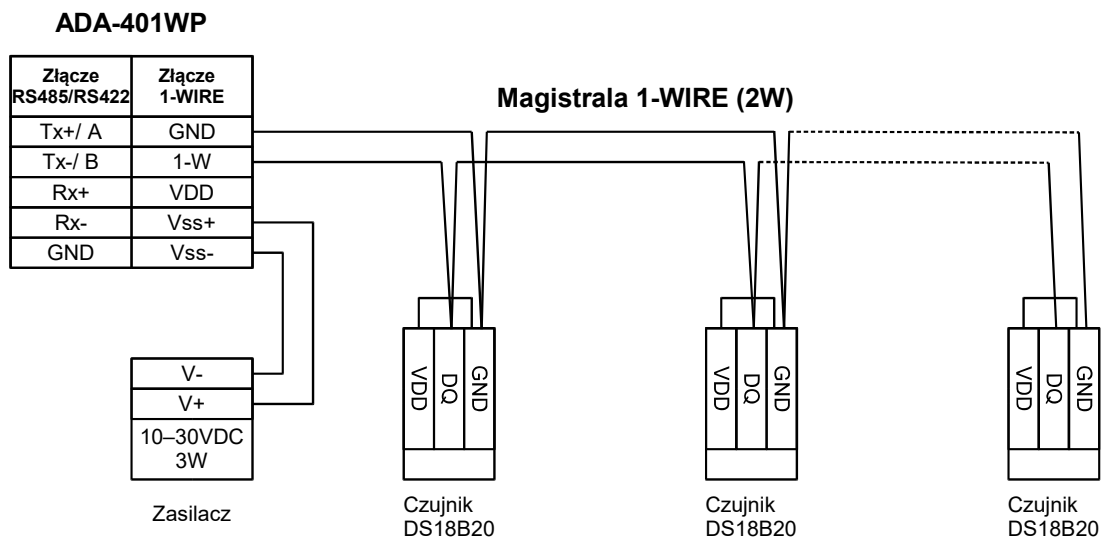 ADA-401WP
Złącze Złącze
RS485/RS422 1-WIRE
Tx+/ A GND
Tx-/ B 1-W
Rx+ VDD
Rx- Vss+
GND Vss-
Magistrala 1-WIRE (2W)
V-
V+
10–30VDC
3W
Zasilacz
VDD DQ GND
Czujnik
DS18B20
VDD DQ GND
Czujnik
DS18B20
VDD DQ GND
Czujnik
DS18B20